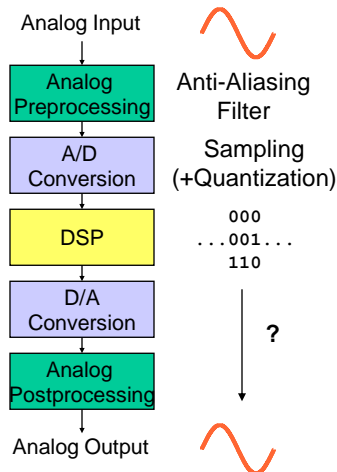 Analog Input
Analog
Preprocessing
Anti-Aliasing
Filter
A/D
Conversion
Sampling
(+Quantization)
DSP
000
...001...
110
D/A
Conversion
?
Analog
Postprocessing
Analog Output